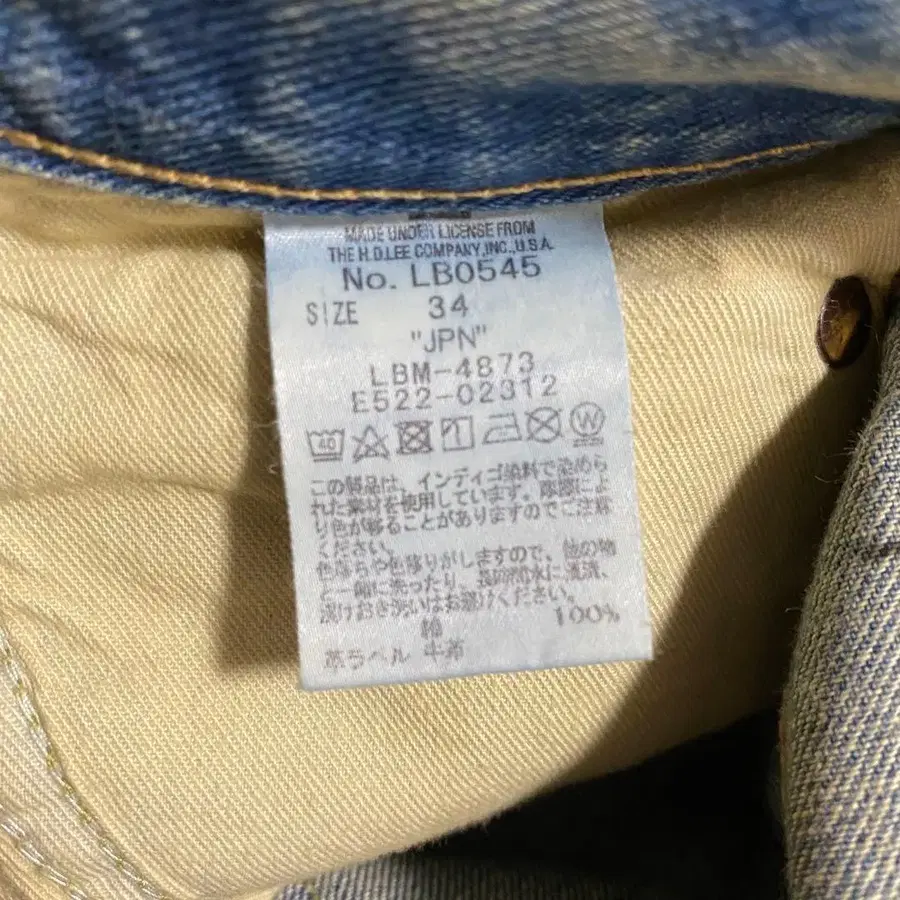 MADE UNDER LICENSE FROM
THE H.D.LEE COMPANY,INC.,U.S.A.
No. LB0545
SIZE 34
"JPN"
LBM-4873
E522-02312
40 W
この製品は、インディゴ染料で染めら
れた素材を使用しています。摩擦によ
り色が移ることがありますのでご注意
ください。
色落ちや色移りがしますので、他の物
と一緒に洗ったり、長時間水に浸漬、
漬けおき洗いはお避けください。
綿 100%
革ラベル 牛革